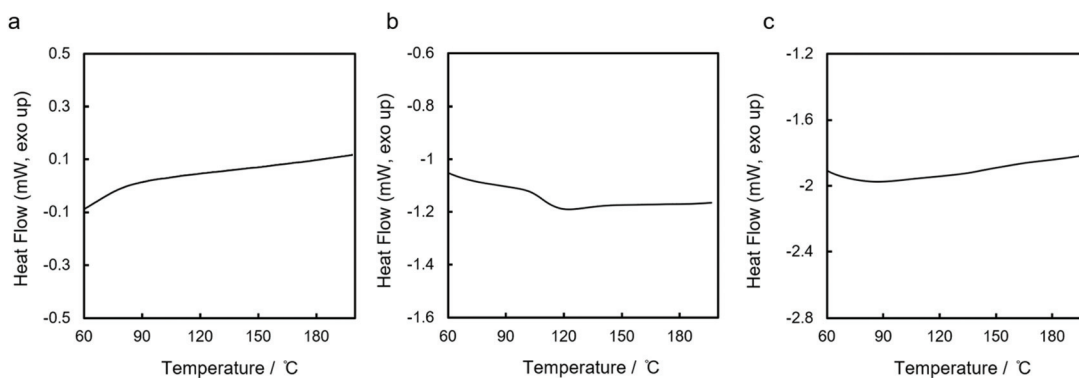 a
0.5
0.3
0.1
-0.1
-0.3
-0.5
Heat Flow (mW, exo up)
60 90 120 150 180
Temperature / ℃
b
-0.6
-0.8
-1
-1.2
-1.4
-1.6
Heat Flow (mW, exo up)
60 90 120 150 180
Temperature / ℃
c
-1.2
-1.6
-2
-2.4
-2.8
Heat Flow (mW, exo up)
60 90 120 150 180
Temperature / ℃